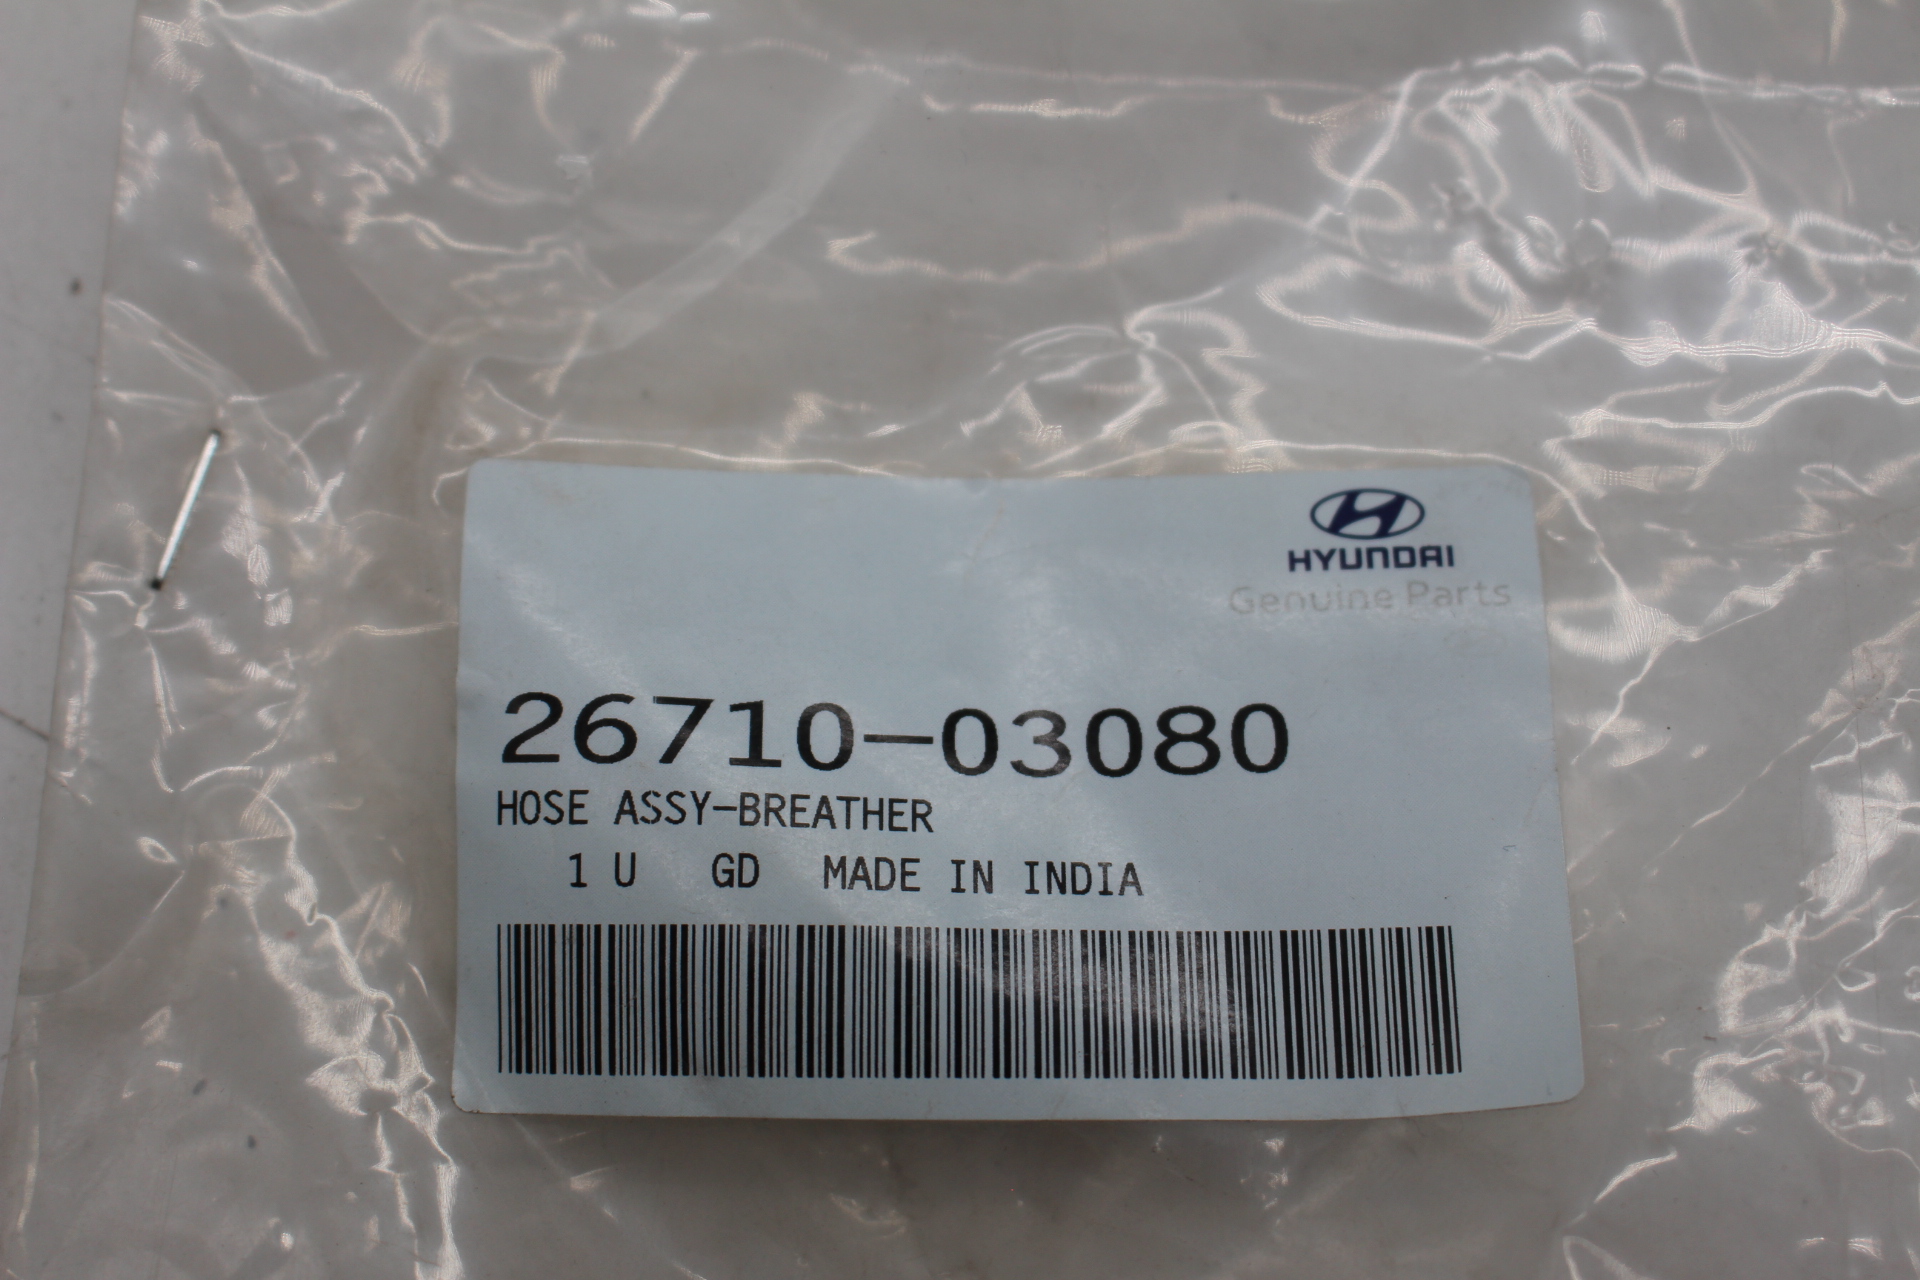 HYUNDAI
Genuine Parts
26710-03080
HOSE ASSY-BREATHER
1 U GD MADE IN INDIA